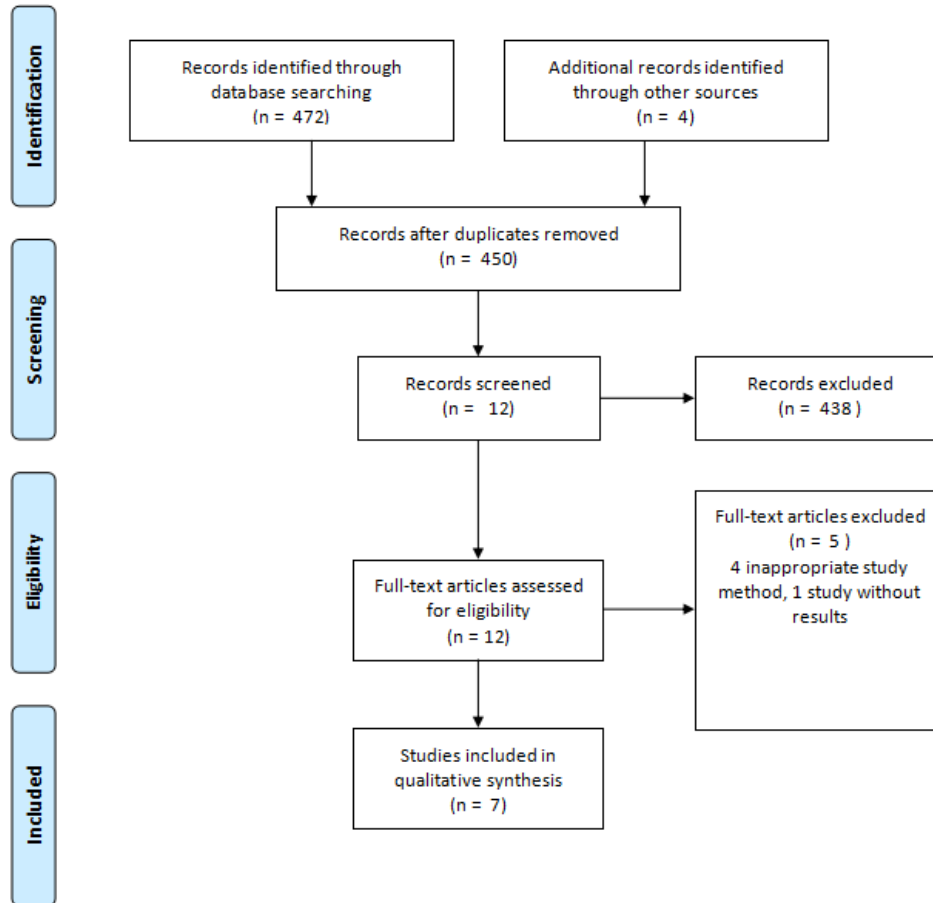 Identification
Records identified through
database searching
(n = 472)
Additional records identified
through other sources
(n = 4)
Records after duplicates removed
(n = 450)
Screening
Records screened
(n = 12)
Records excluded
(n = 438 )
Eligibility
Full-text articles assessed
for eligibility
(n = 12)
Full-text articles excluded
(n = 5 )
4 inappropriate study
method, 1 study without
results
Included
Studies included in
qualitative synthesis
(n = 7)